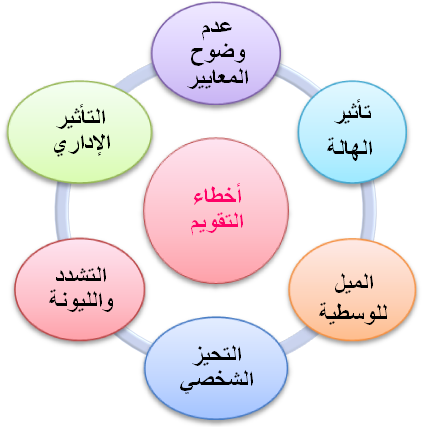 عدم
وضوح
المعايير
تأثير
الهالة
الميل
للوسطية
التحيز
الشخصي
التشدد
والليونة
التأثير
الإداري
أخطاء
التقويم